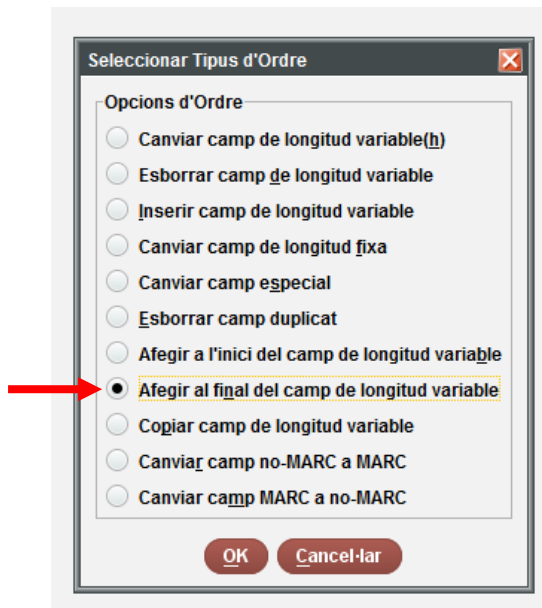 Seleccionar Tipus d'Ordre
Opcions d'Ordre
Canviar camp de longitud variable(h)
Esborrar camp de longitud variable
Inserir camp de longitud variable
Canviar camp de longitud fixa
Canviar camp especial
Esborrar camp duplicat
Afegir a l'inici del camp de longitud variable
Afegir al final del camp de longitud variable
Copiar camp de longitud variable
Canviar camp no-MARC a MARC
Canviar camp MARC a no-MARC
OK Cancel·lar